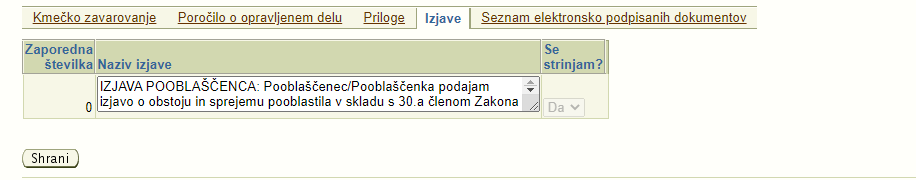 Kmečko zavarovanje Poročilo o opravljenem delu Priloge Izjave Seznam elektronsko podpisanih dokumentov
Zaporedna številka Naziv izjave Se strinjam?
0 IZJAVA POOBLAŠČENCA: Pooblaščenec/Pooblaščenka podajam
izjavo o obstoju in sprejemu pooblastila v skladu s 30.a členom Zakona
Da
Shrani